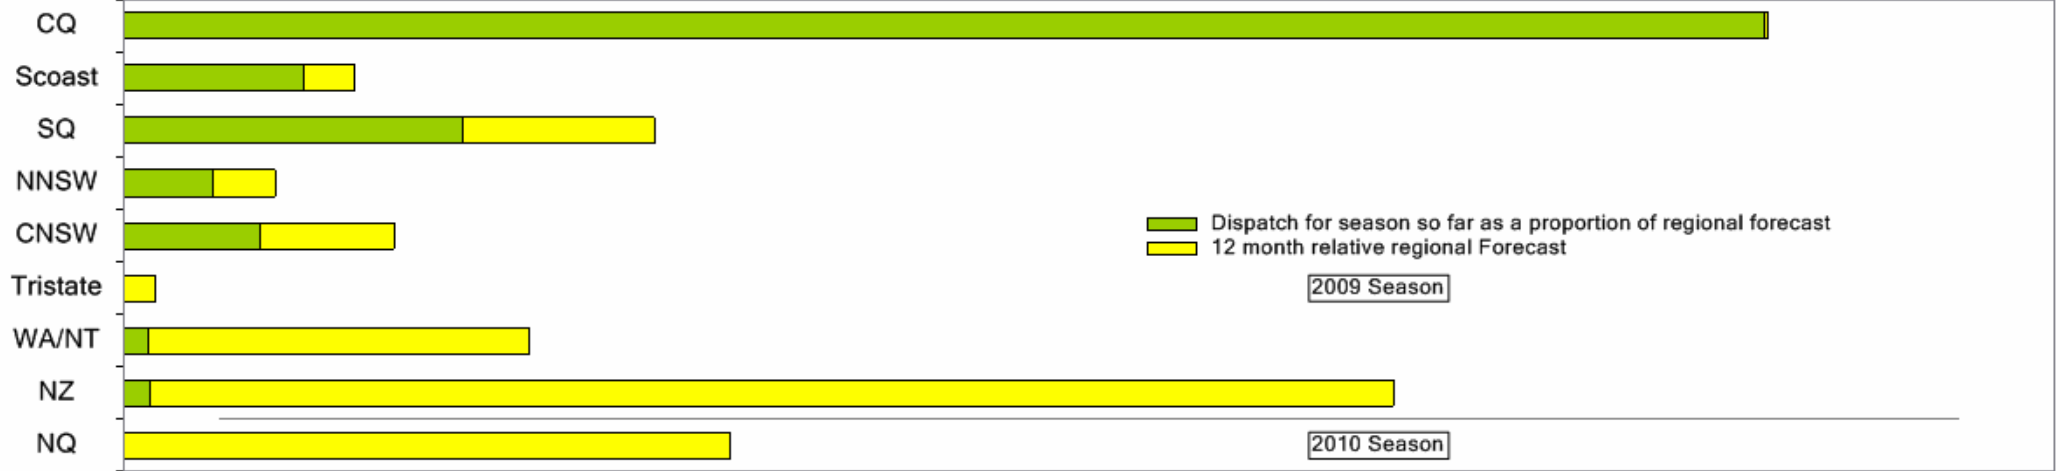 CQ
Scoast
SQ
NNSW
CNSW
Dispatch for season so far as a proportion of regional forecast
12 month relative regional Forecast
Tristate
2009 Season
WA/NT
NZ
NQ
2010 Season